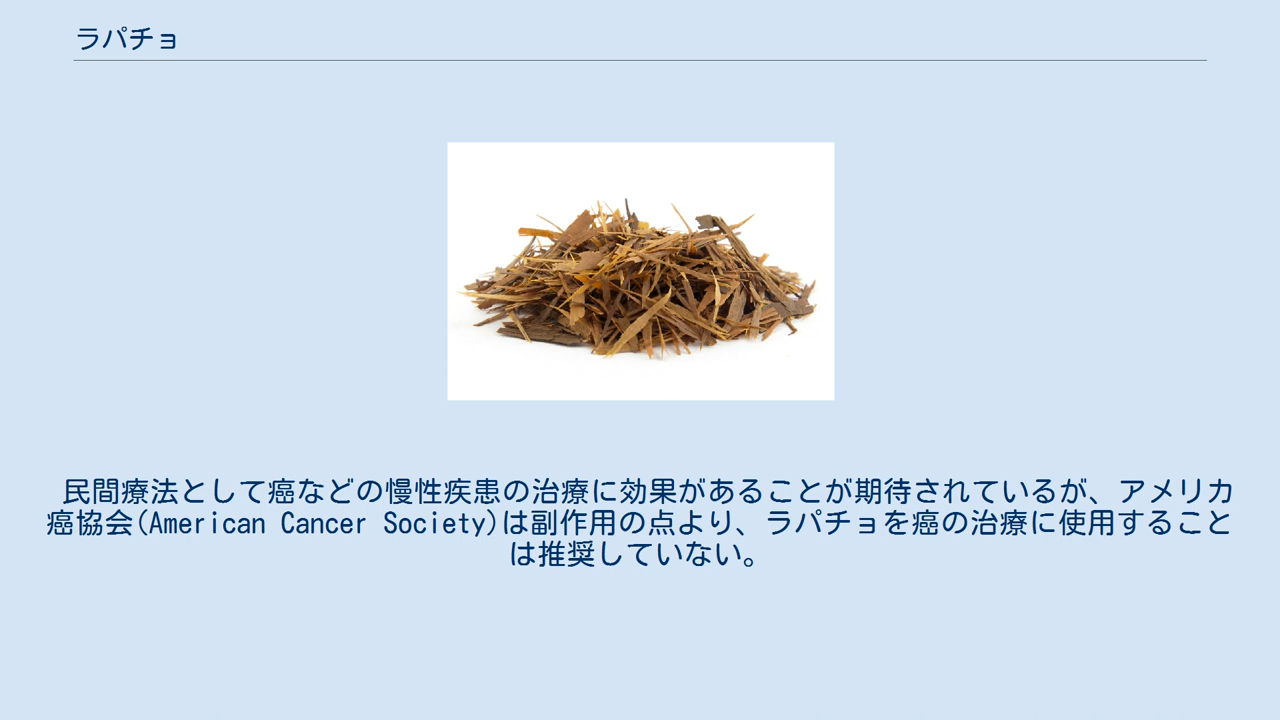 ラパチョ
民間療法として癌などの慢性疾患の治療に効果があることが期待されているが、アメリカ
癌協会(American Cancer Society)は副作用の点より、ラパチョを癌の治療に使用すること
は推奨していない。